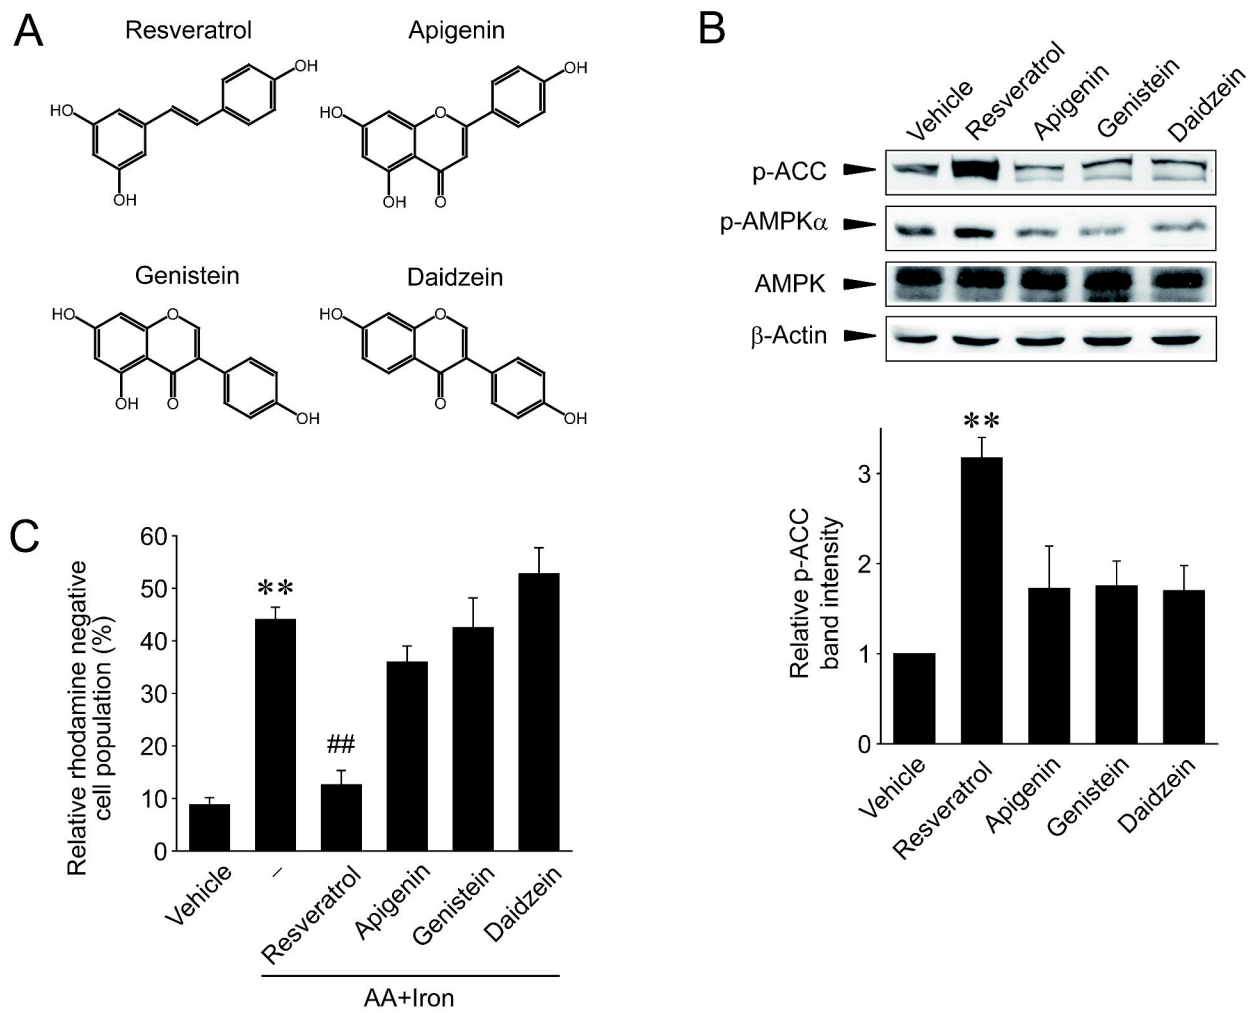 A
Resveratrol
Apigenin
OH
HO
OH
OH
HO
O
OH
O
Genistein
Daidzein
HO
O
OH
O
OH
HO
O
O
OH
B
Vehicle
Resveratrol
Apigenin
Genistein
Daidzein
p-ACC
p-AMPKα
AMPK
β-Actin
**
3
2
1
0
Relative p-ACC
band intensity
Vehicle
Resveratrol
Apigenin
Genistein
Daidzein
C
60
50
40
30
20
10
0
Relative rhodamine negative
cell population (%)
**
##
Vehicle
–
Resveratrol
Apigenin
Genistein
Daidzein
AA+Iron